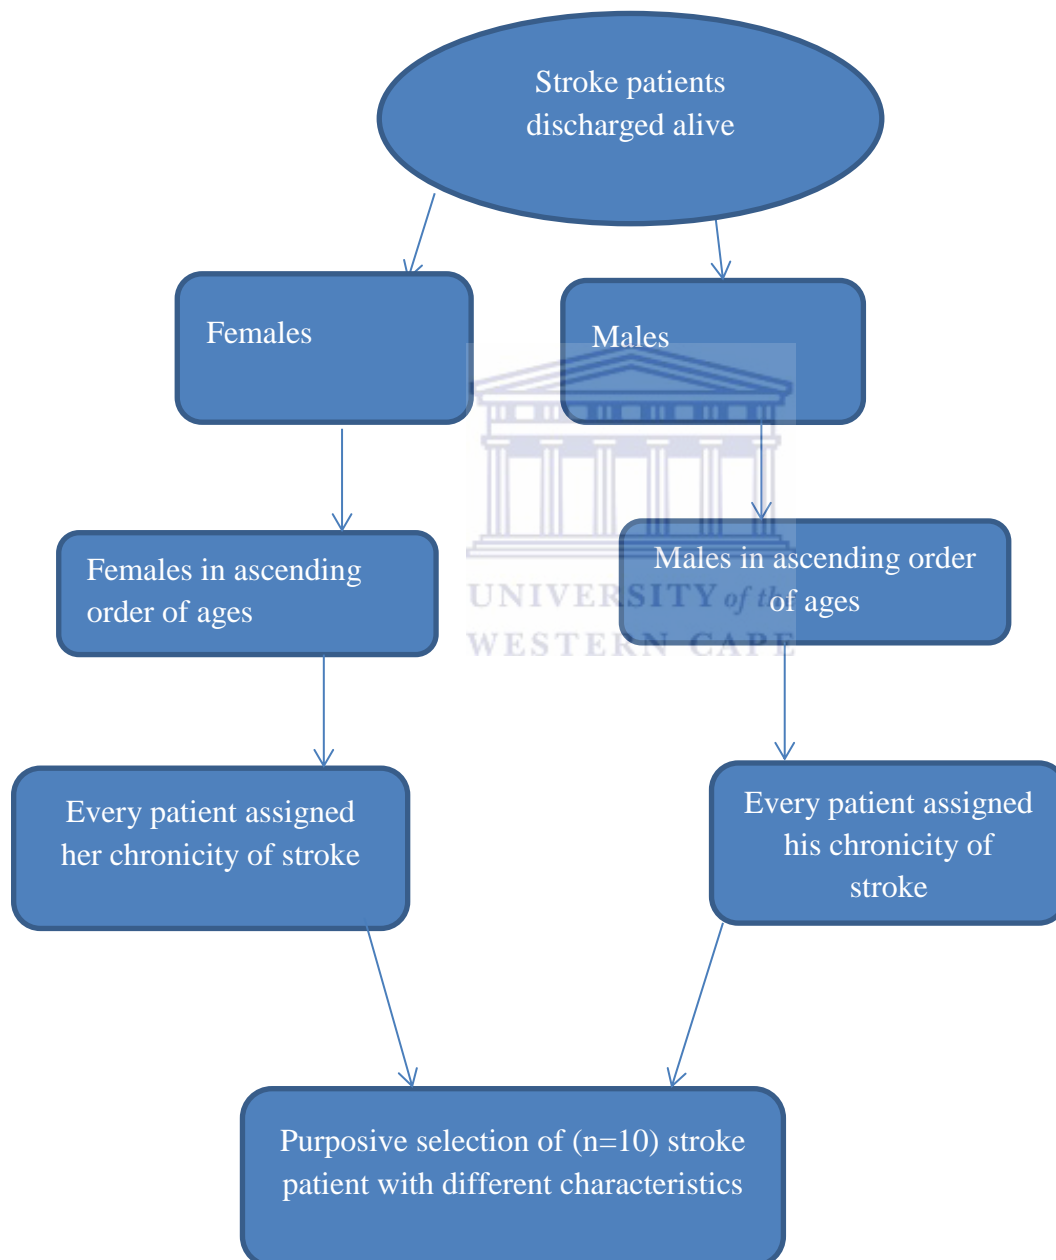 Stroke patients
discharged alive
Females
Males
Females in ascending
order of ages
Males in ascending order
of ages
UNIVERSITY of the
WESTERN CAPE
Every patient assigned
her chronicity of stroke
Every patient assigned
his chronicity of
stroke
Purposive selection of (n=10) stroke
patient with different characteristics